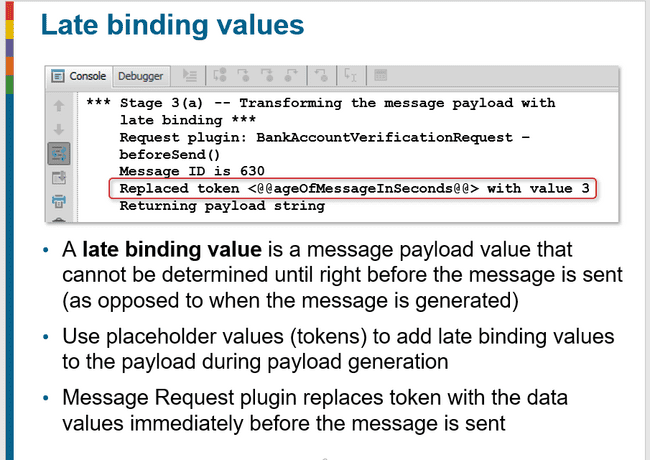 Late binding values
Console Debugger
*** Stage 3(a) -- Transforming the message payload with
late binding ***
Request plugin: BankAccountVerificationRequest –
beforeSend()
Message ID is 630
Replaced token <@@ageOfMessageInSeconds@@> with value 3
Returning payload string
• A late binding value is a message payload value that
cannot be determined until right before the message is sent
(as opposed to when the message is generated)
• Use placeholder values (tokens) to add late binding values
to the payload during payload generation
• Message Request plugin replaces token with the data
values immediately before the message is sent